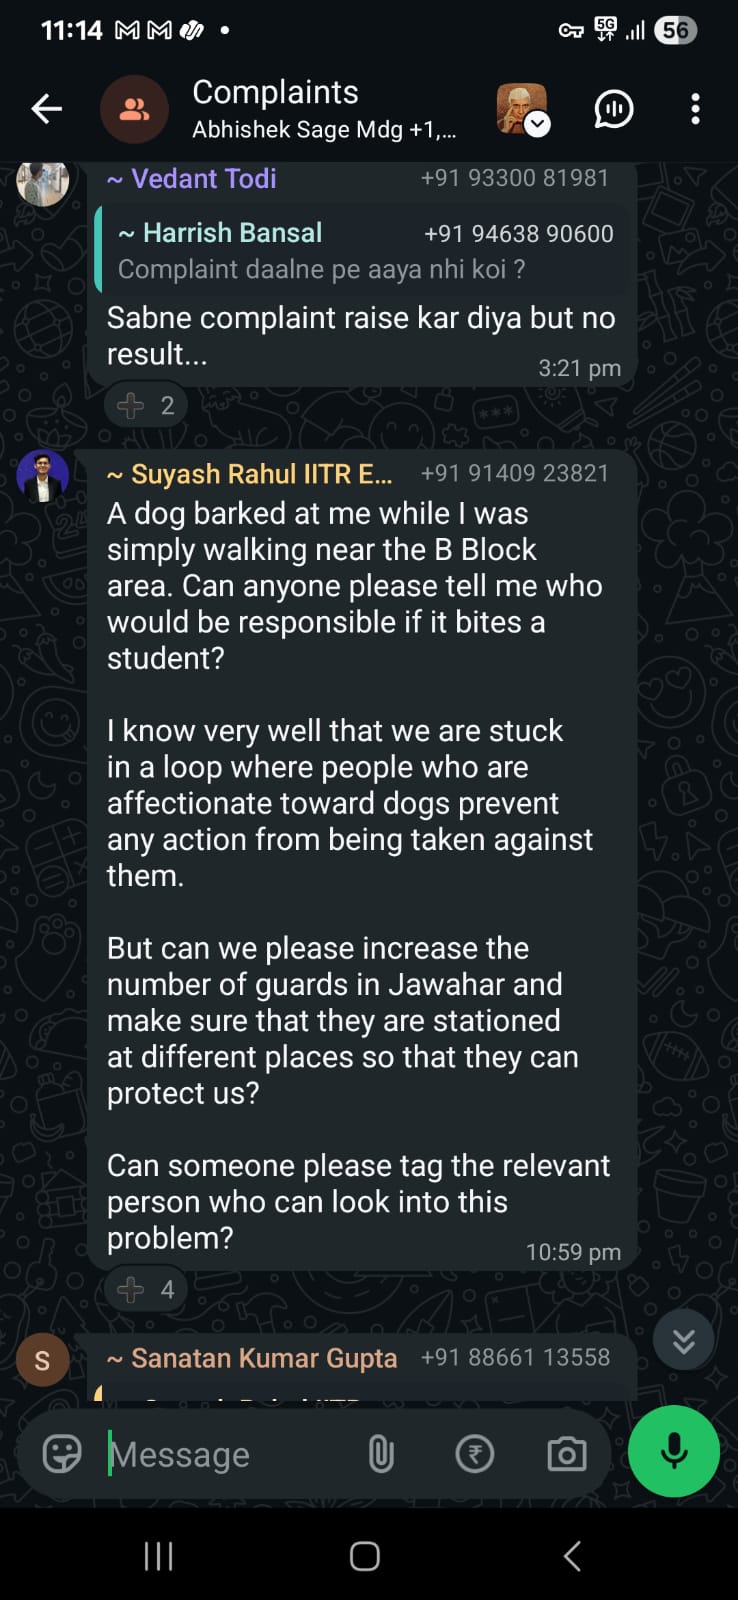 11:14
5G
56
Complaints
Abhishek Sage Mdg +1,...
~ Vedant Todi +91 93300 81981
~ Harrish Bansal +91 94638 90600
Complaint daalne pe aaya nhi koi ?
Sabne complaint raise kar diya but no
result...
3:21 pm
2
~ Suyash Rahul IITR E... +91 91409 23821
A dog barked at me while I was
simply walking near the B Block
area. Can anyone please tell me who
would be responsible if it bites a
student?
I know very well that we are stuck
in a loop where people who are
affectionate toward dogs prevent
any action from being taken against
them.
But can we please increase the
number of guards in Jawahar and
make sure that they are stationed
at different places so that they can
protect us?
Can someone please tag the relevant
person who can look into this
problem?
10:59 pm
4
S
~ Sanatan Kumar Gupta +91 88661 13558
Message